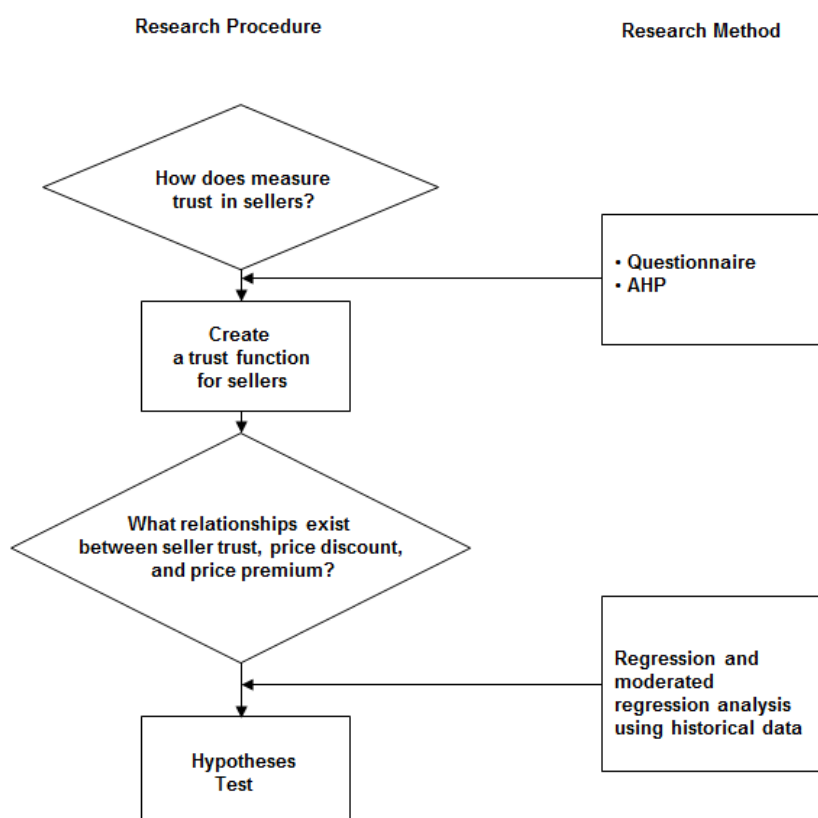 Research Procedure
Research Method
How does measure
trust in sellers?
• Questionnaire
• AHP
Create
a trust function
for sellers
What relationships exist
between seller trust, price discount,
and price premium?
Regression and
moderated
regression analysis
using historical data
Hypotheses
Test